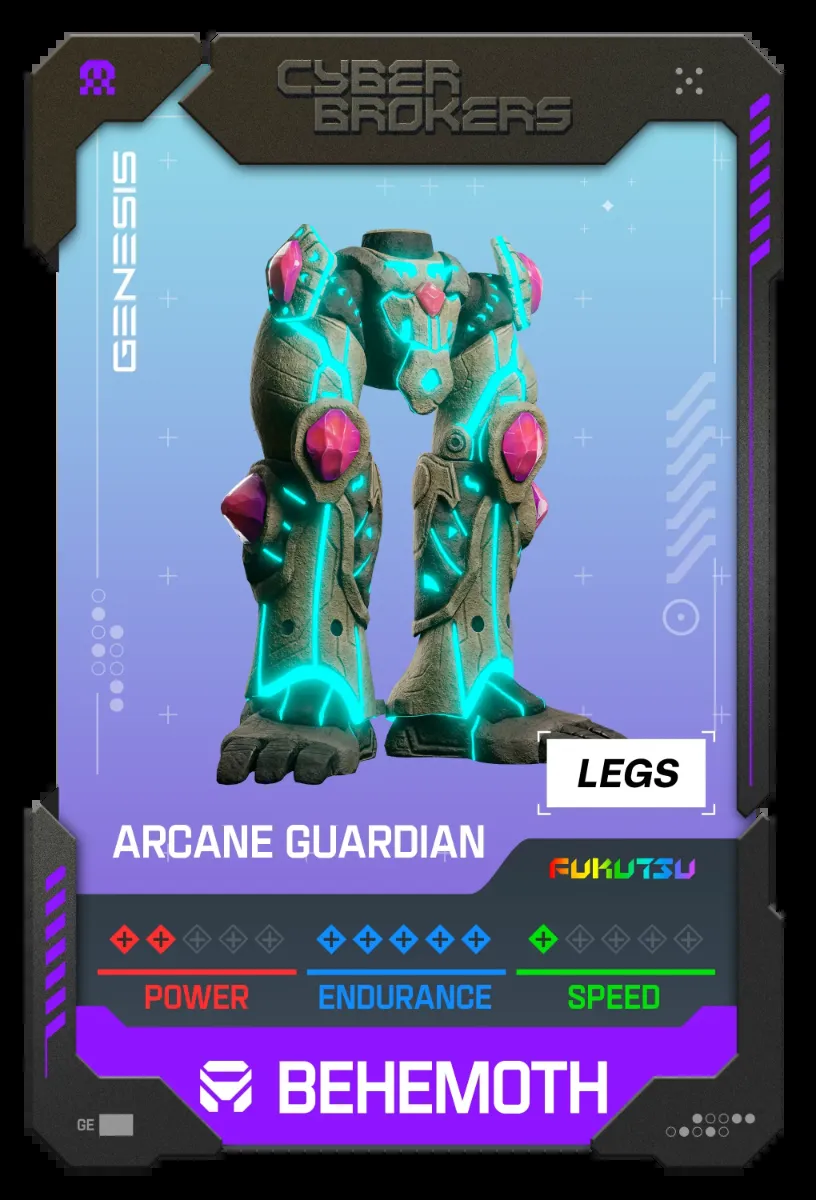 CYBER
BROKERS
GENESIS
LEGS
ARCANE GUARDIAN
FUKUTSU
POWER
ENDURANCE
SPEED
BEHEMOTH
GE